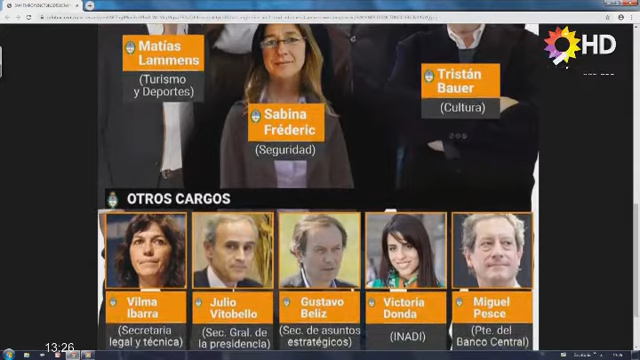 HD
Matías
Lammens
(Turismo
y Deportes)
Sabina
Fréderic
(Seguridad)
Tristán
Bauer
(Cultura)
OTROS CARGOS
Vilma
Ibarra
(Secretaria
legal y técnica)
Julio
Vitobello
(Sec. Gral. de
la presidencia)
Gustavo
Beliz
(Sec. de asuntos
estratégicos)
Victoria
Donda
(INADI)
Miguel
Pesce
(Pte. del
Banco Central)
13:26